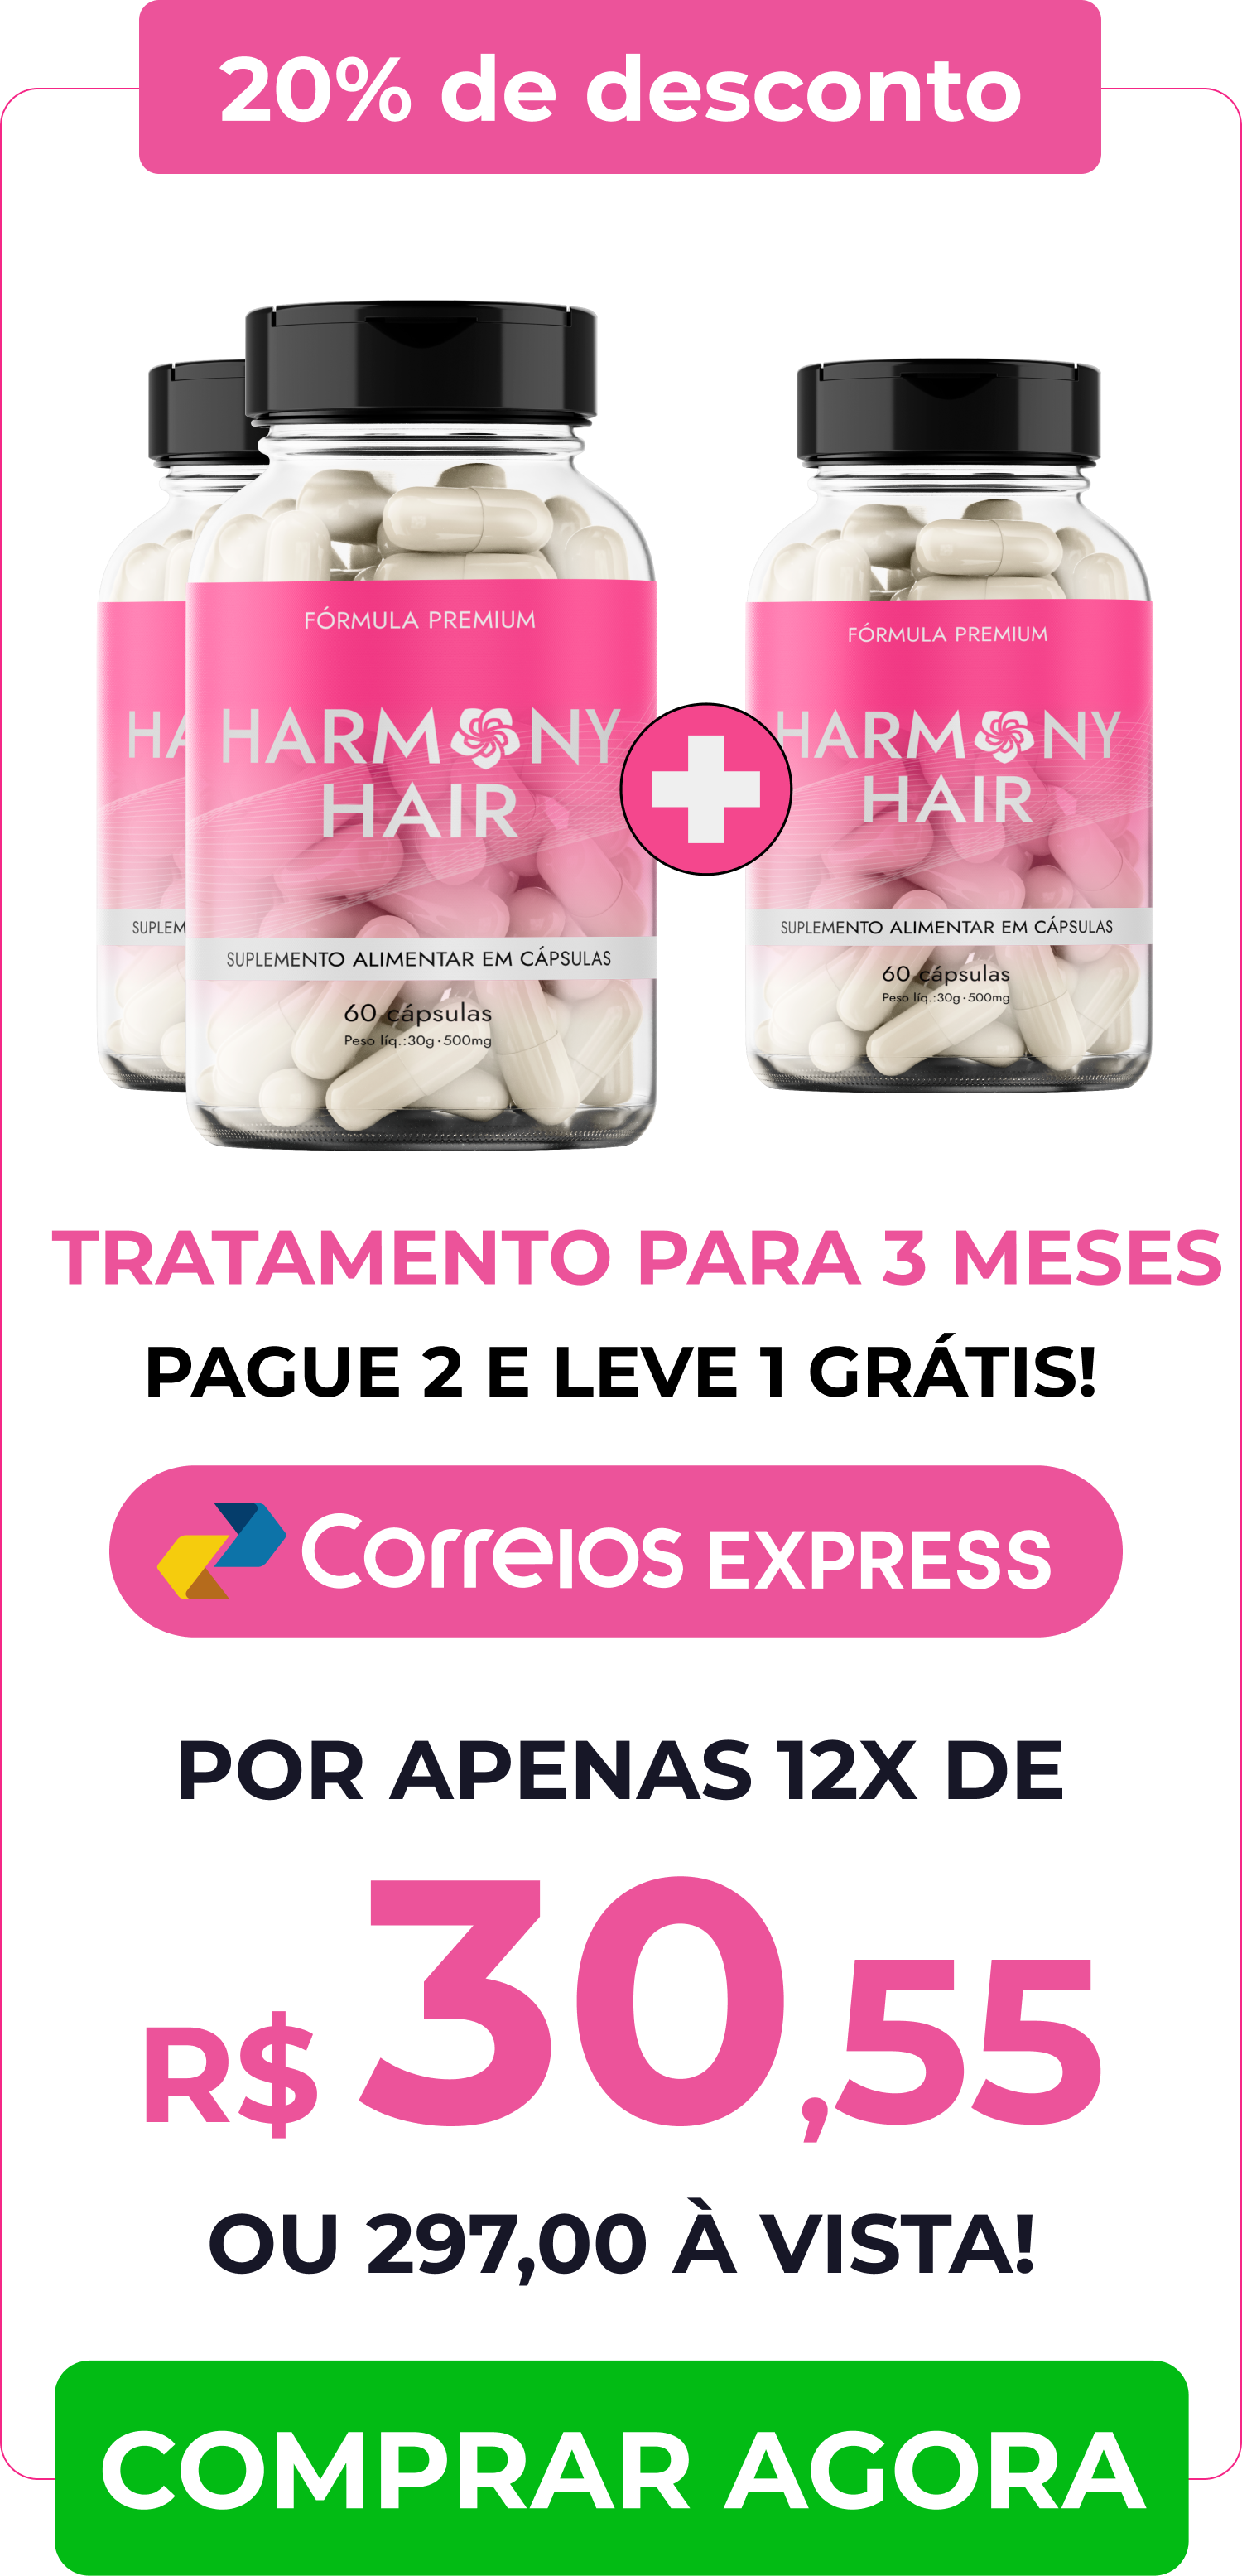 20% de desconto
FÓRMULA PREMIUM
HARMONY
HAIR
SUPLEMENTO ALIMENTAR EM CÁPSULAS
60 cápsulas
Peso líq.:30g·500mg
FÓRMULA PREMIUM
HARMONY
HAIR
SUPLEMENTO ALIMENTAR EM CÁPSULAS
60 cápsulas
Peso líq.:30g·500mg
HA
SUPLEM
TRATAMENTO PARA 3 MESES
PAGUE 2 E LEVE 1 GRÁTIS!
Correios EXPRESS
POR APENAS 12X DE
R$ 30,55
OU 297,00 À VISTA!
COMPRAR AGORA